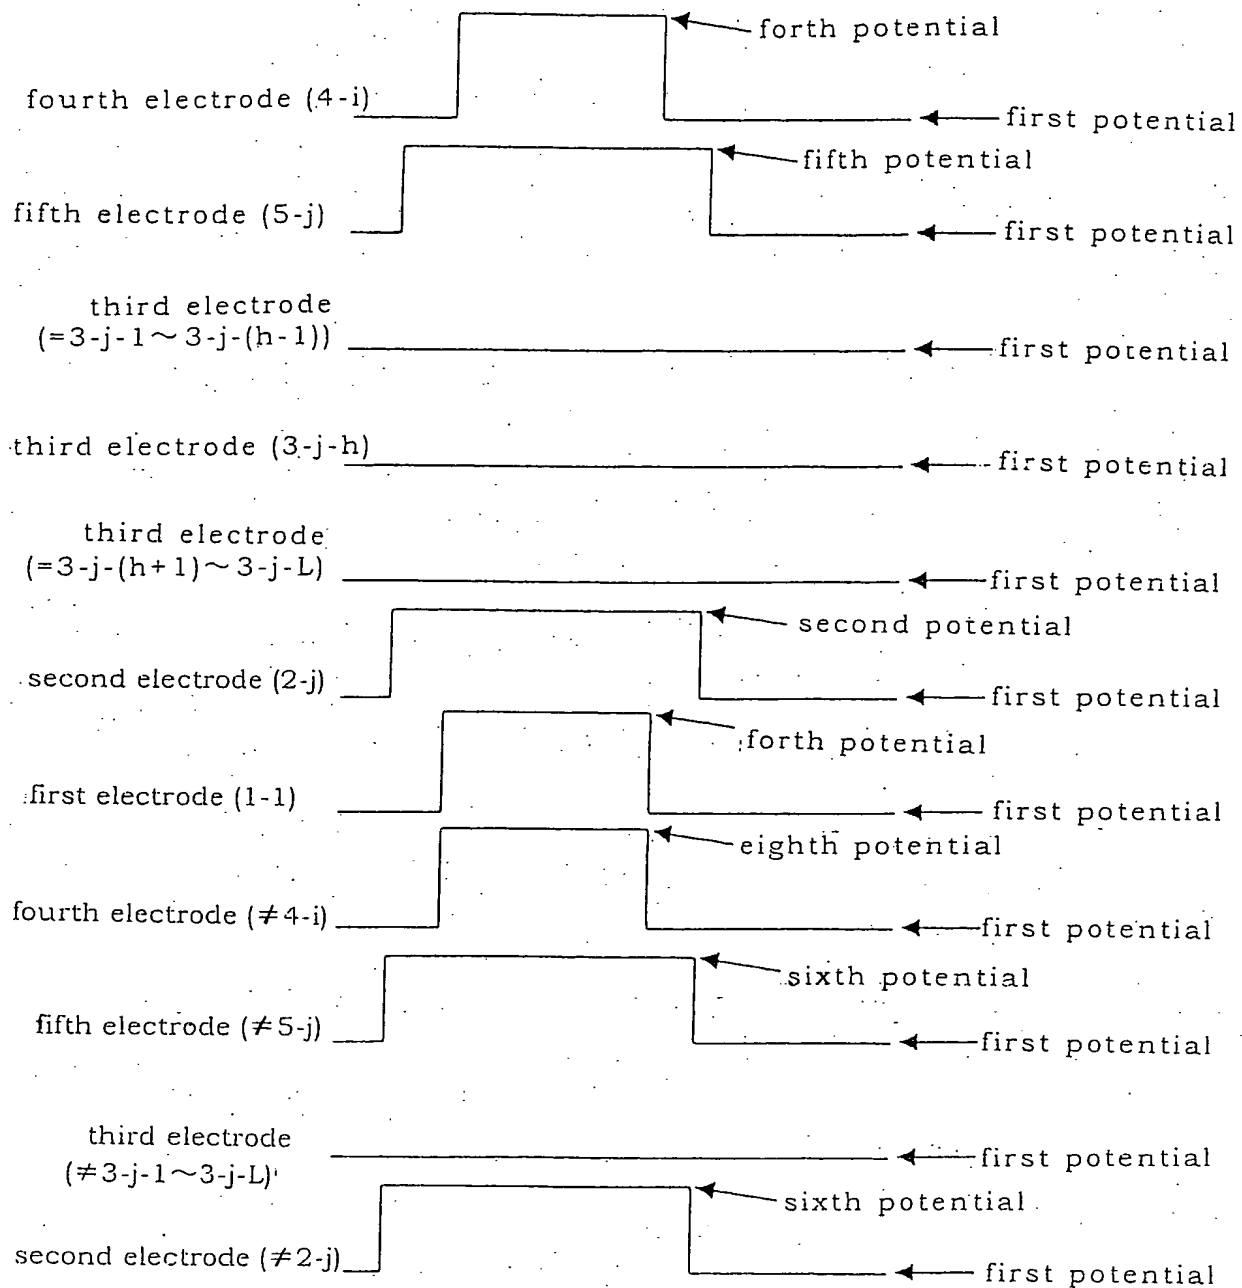 forth potential
fourth electrode (4-i)
first potential
fifth potential
fifth electrode (5-j)
first potential
third electrode
(=3-j-1～3-j-(h-1))
first potential
third electrode (3-j-h)
first potential
third electrode
(=3-j-(h+1)～3-j-L)
first potential
second potential
second electrode (2-j)
first potential
forth potential
first electrode (1-1)
first potential
eighth potential
fourth electrode (≠4-i)
first potential
sixth potential
fifth electrode (≠5-j)
first potential
third electrode
(≠3-j-1～3-j-L)
first potential
sixth potential
second electrode (≠2-j)
first potential